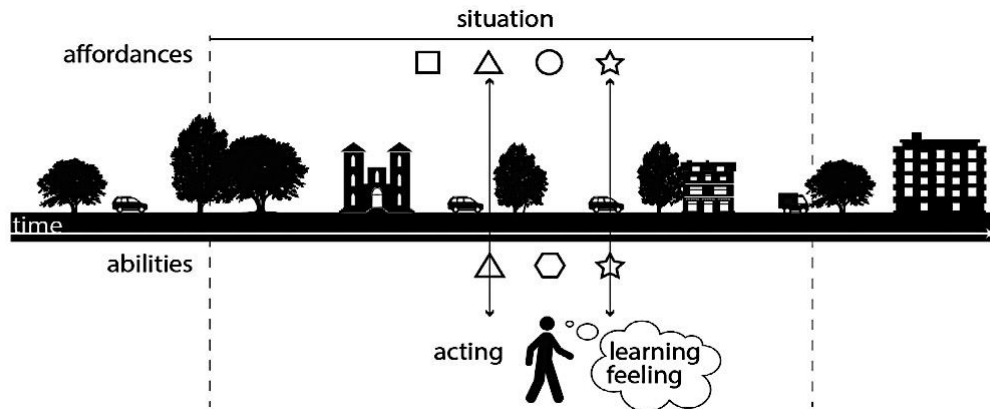 situation
affordances
time
abilities
acting
learning
feeling